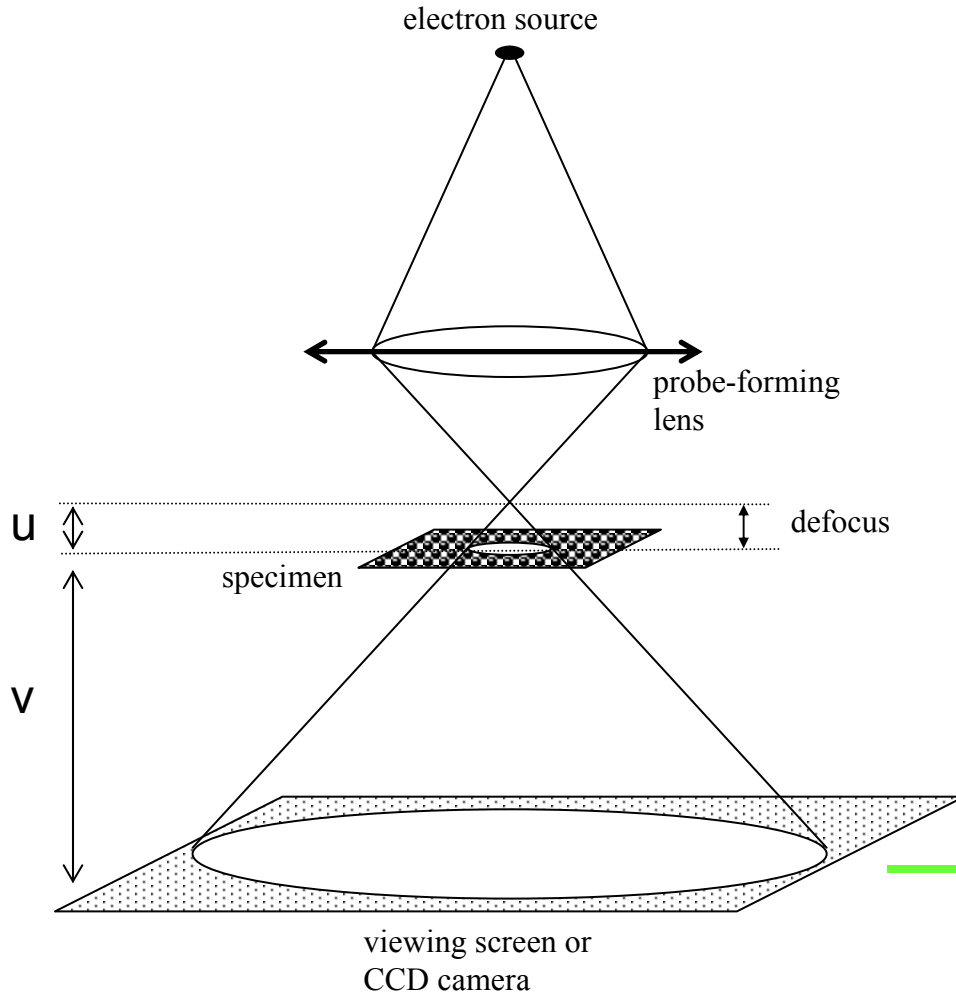 electron source
probe-forming
lens
u
defocus
specimen
v
viewing screen or
CCD camera